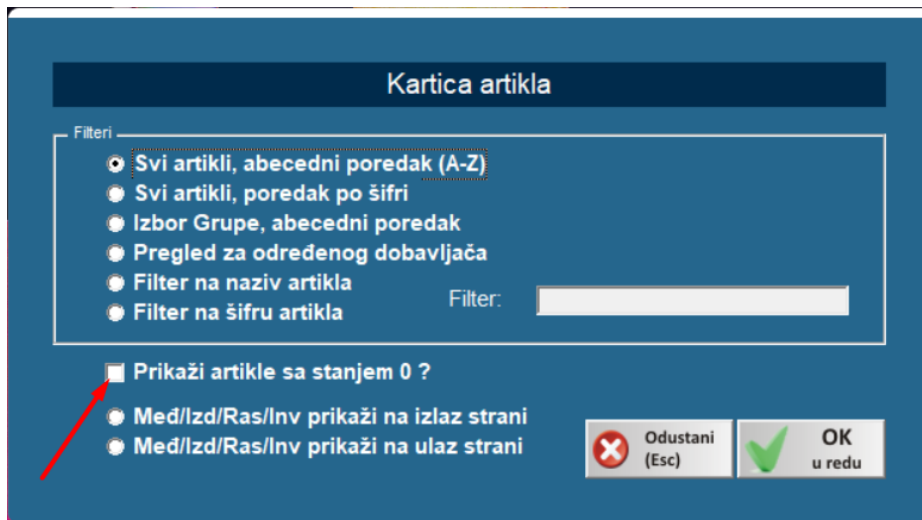 Kartica artikla
Filteri
Svi artikli, abecedni poredak (A-Z)
Svi artikli, poredak po šifri
Izbor Grupe, abecedni poredak
Pregled za određenog dobavljača
Filter na naziv artikla
Filter na šifru artikla
Filter:
Prikaži artikle sa stanjem 0 ?
Međ/Izd/Ras/Inv prikaži na izlaz strani
Međ/Izd/Ras/Inv prikaži na ulaz strani
Odustani
(Esc)
OK
u redu